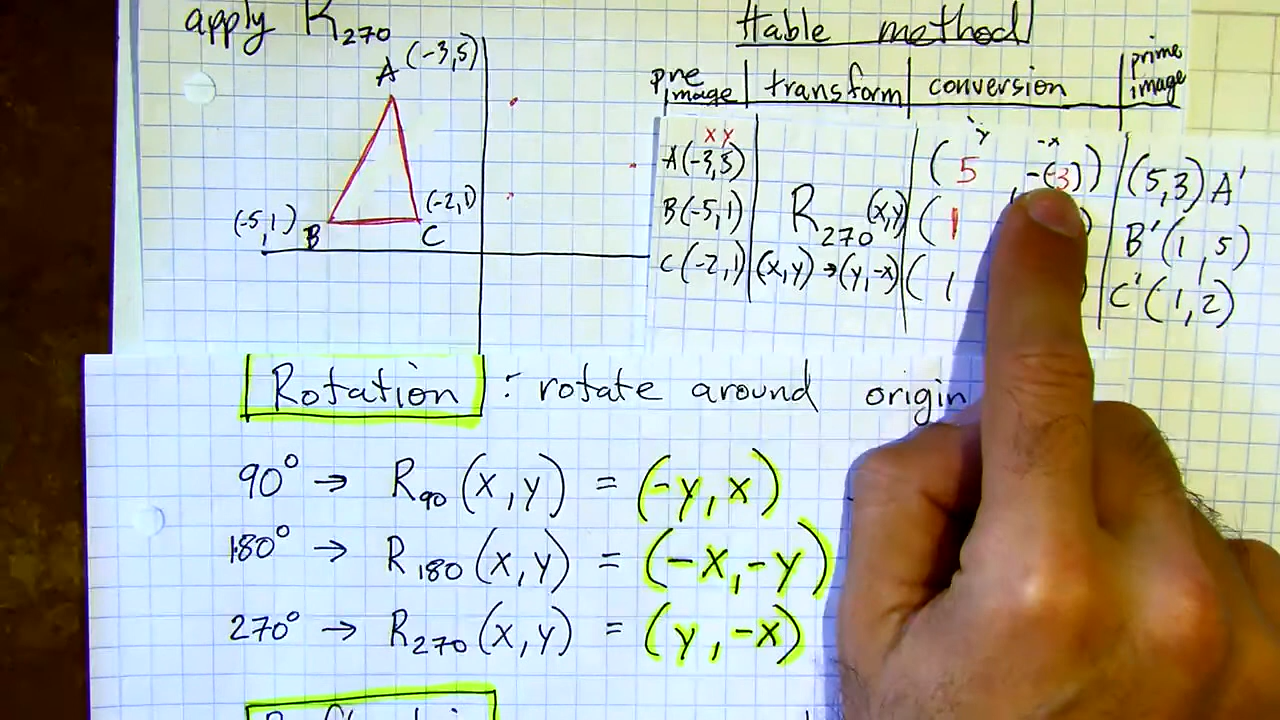 apply R270
A (-3,5)
(-5,1) B
(-2,1)
C
table method
pre image | transform | conversion | prime image
x y
y -x
A(-3,5) | (5 , -(-3)) | (5,3) A'
B(-5,1) | R270 (x,y) | (1 | B'(1,5)
C(-2,1) | (x,y)→(y,-x) | (1 | C'(1,2)
Rotation : rotate around origin
90° → R90 (x,y) = (-y,x)
180° → R180 (x,y) = (-x,-y)
270° → R270 (x,y) = (y,-x)